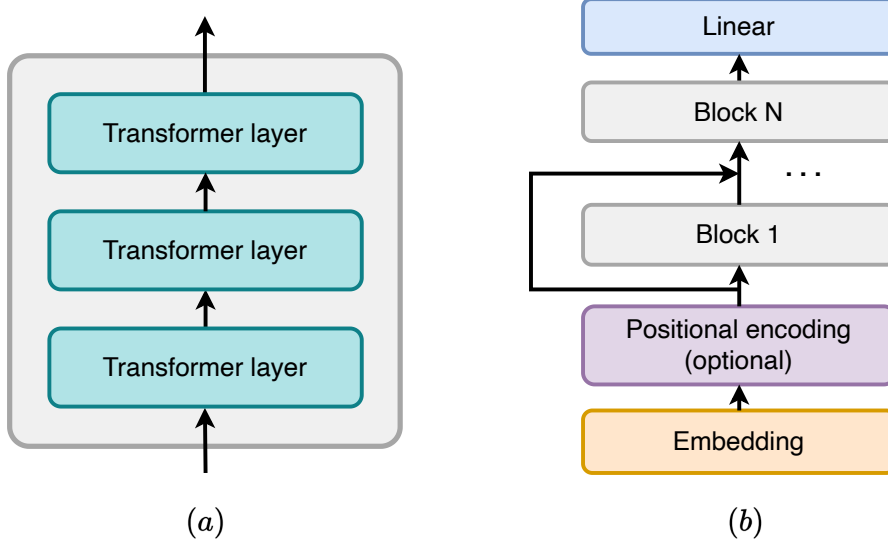 Transformer layer
Transformer layer
Transformer layer
(a)
Linear
Block N
...
Block 1
Positional encoding
(optional)
Embedding
(b)